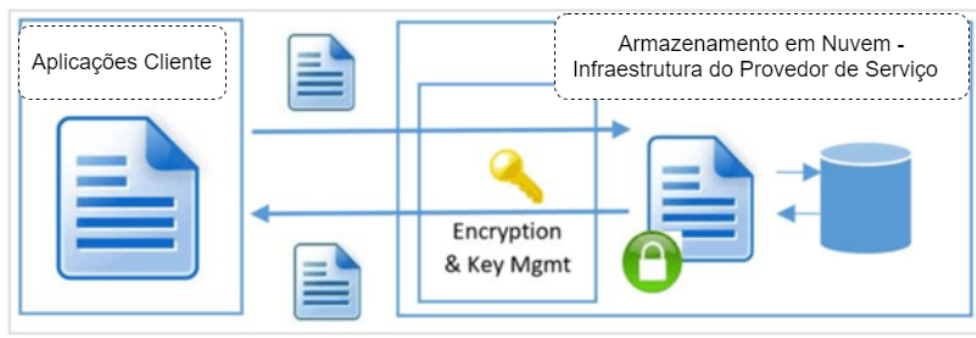 Aplicações Cliente
Armazenamento em Nuvem -
Infraestrutura do Provedor de Serviço
Encryption
& Key Mgmt